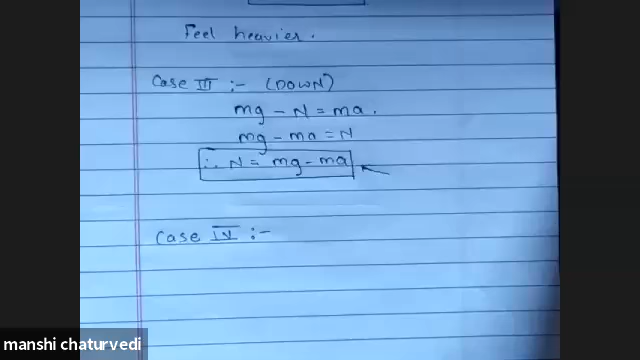 Feel heavier.
Case III :- (DOWN)
mg - N = ma.
mg - ma = N
∴ N = mg - ma
Case IV :-
manshi chaturvedi